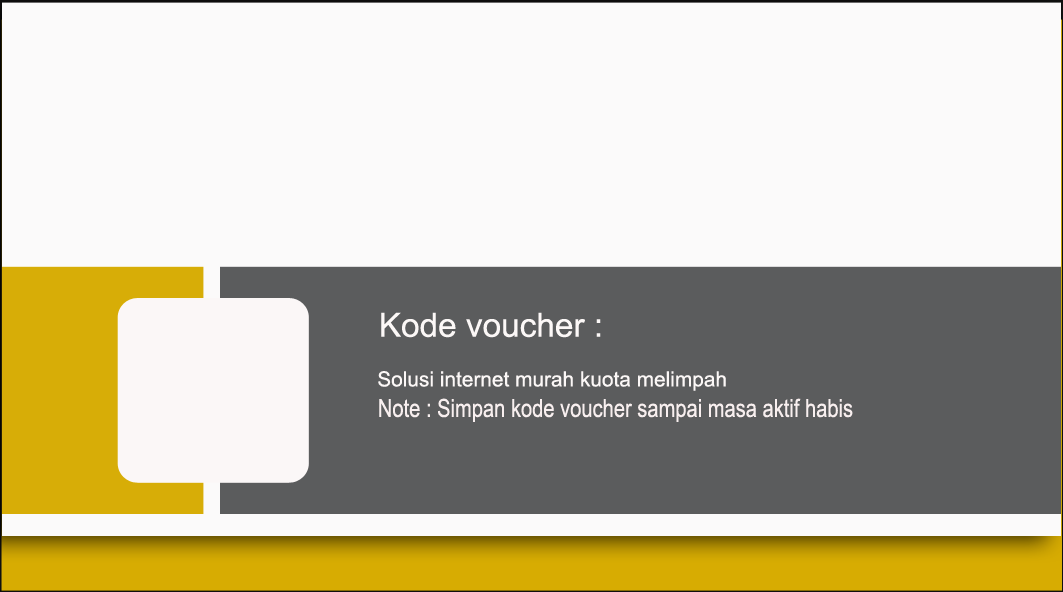 Kode voucher :
Solusi internet murah kuota melimpah
Note : Simpan kode voucher sampai masa aktif habis